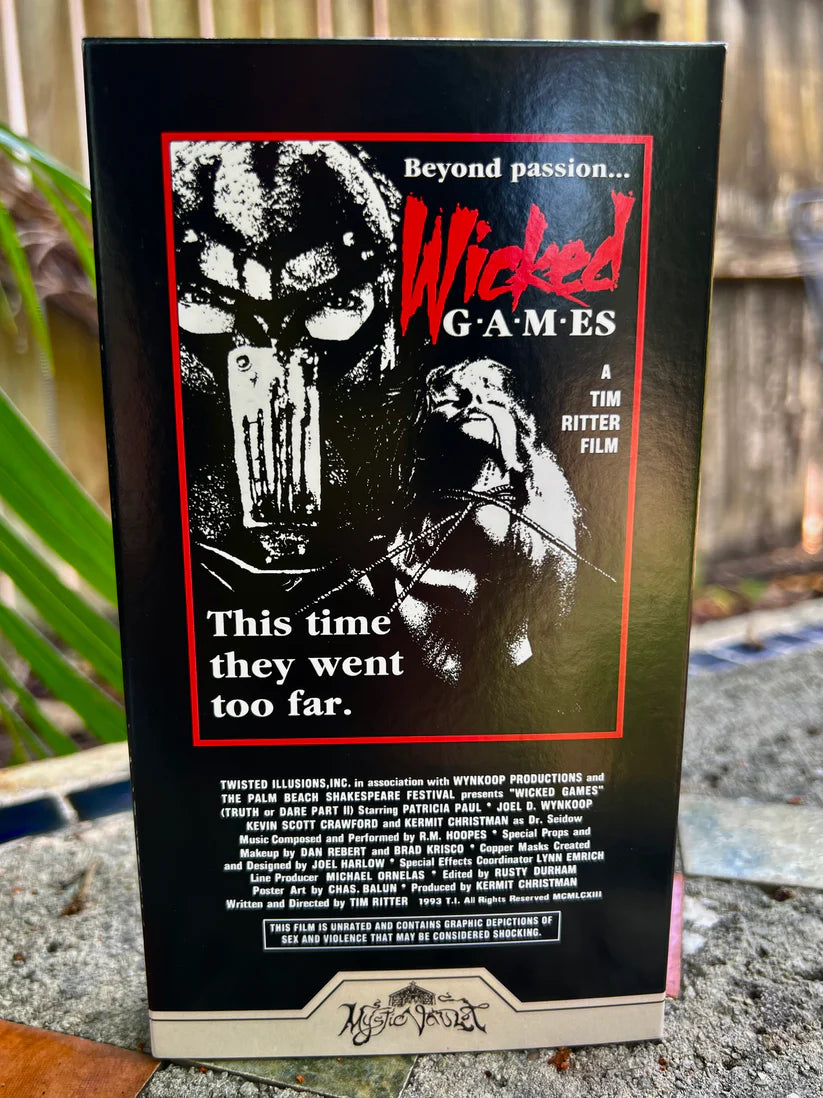 Beyond passion...
Wicked
G·A·M·ES
A
TIM
RITTER
FILM
This time
they went
too far.
TWISTED ILLUSIONS,INC. in association with WYNKOOP PRODUCTIONS and
THE PALM BEACH SHAKESPEARE FESTIVAL presents "WICKED GAMES"
(TRUTH or DARE PART II) Starring PATRICIA PAUL * JOEL D. WYNKOOP
KEVIN SCOTT CRAWFORD and KERMIT CHRISTMAN as Dr. Seidow
Music Composed and Performed by R.M. HOOPES * Special Props and
Makeup by DAN REBERT and BRAD KRISCO * Copper Masks Created
and Designed by JOEL HARLOW * Special Effects Coordinator LYNN EMRICH
Line Producer MICHAEL ORNELAS * Edited by RUSTY DURHAM
Poster Art by CHAS. BALUN * Produced by KERMIT CHRISTMAN
Written and Directed by TIM RITTER 1993 T.I. All Rights Reserved MCMLCXIII
THIS FILM IS UNRATED AND CONTAINS GRAPHIC DEPICTIONS OF
SEX AND VIOLENCE THAT MAY BE CONSIDERED SHOCKING.
Mystic Vault